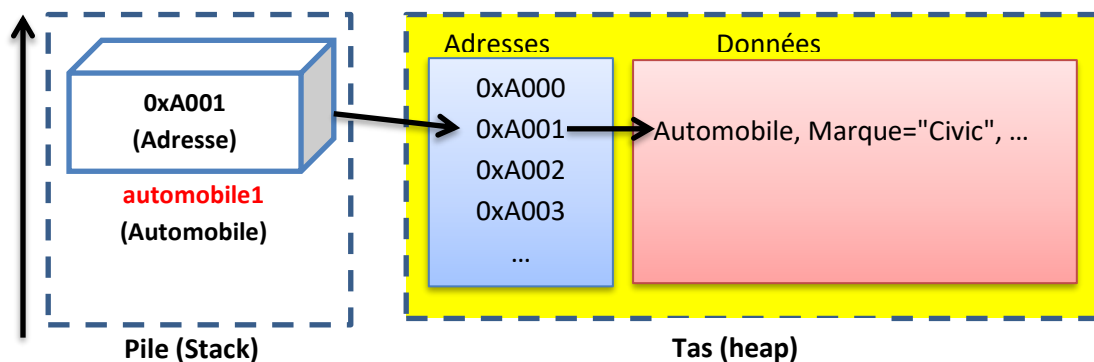 0xA001
(Adresse)
automobile1
(Automobile)
Pile (Stack)
Adresses
Données
0xA000
0xA001
0xA002
0xA003
…
Automobile, Marque="Civic", …
Tas (heap)